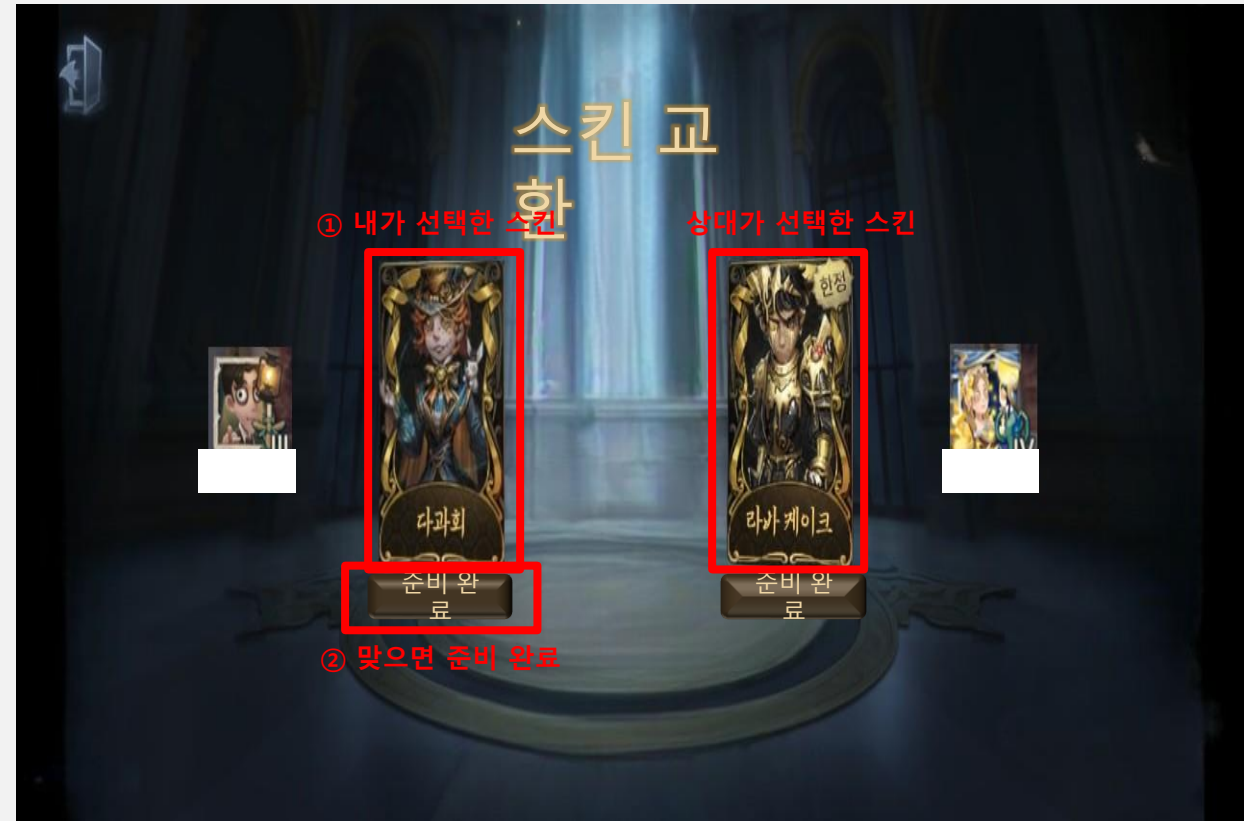 스킨 교
환
① 내가 선택한 스킨
상대가 선택한 스킨
한정
III
IV
다과회
라바 케이크
준비 완
료
준비 완
료
② 맞으면 준비 완료